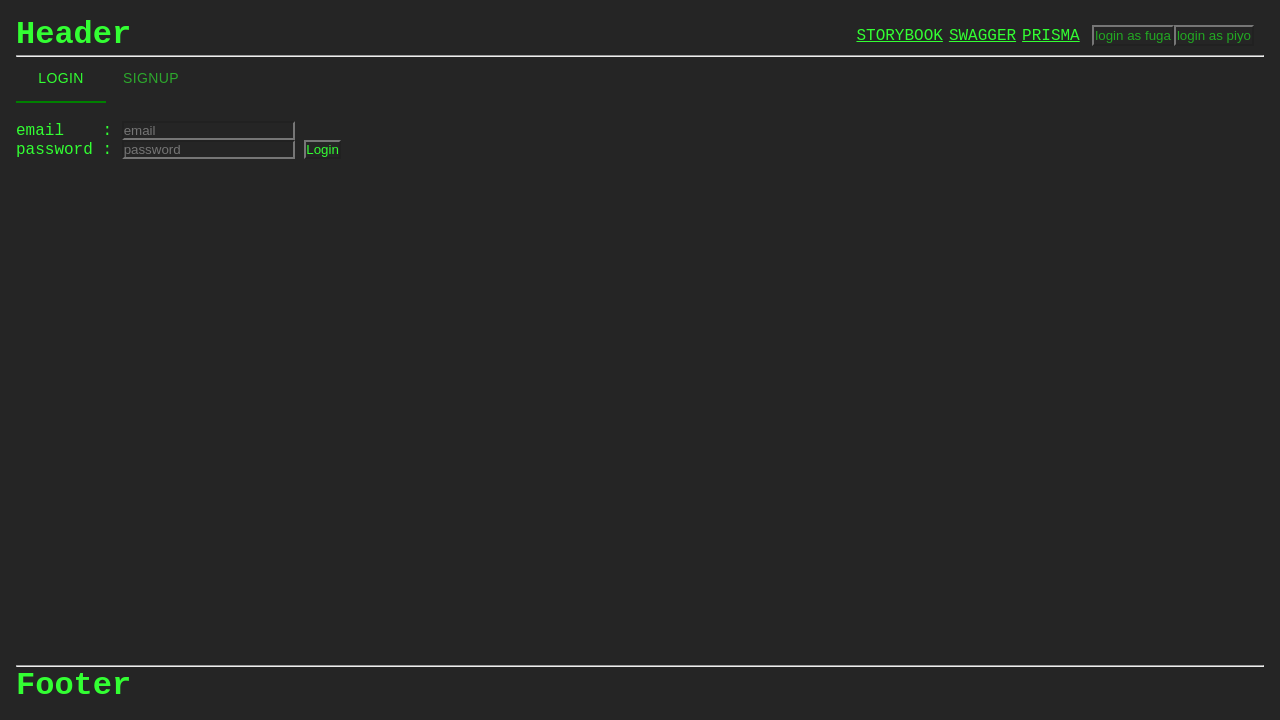 Header
STORYBOOK SWAGGER PRISMA login as fuga login as piyo
LOGIN SIGNUP
email : email
password : password Login
Footer